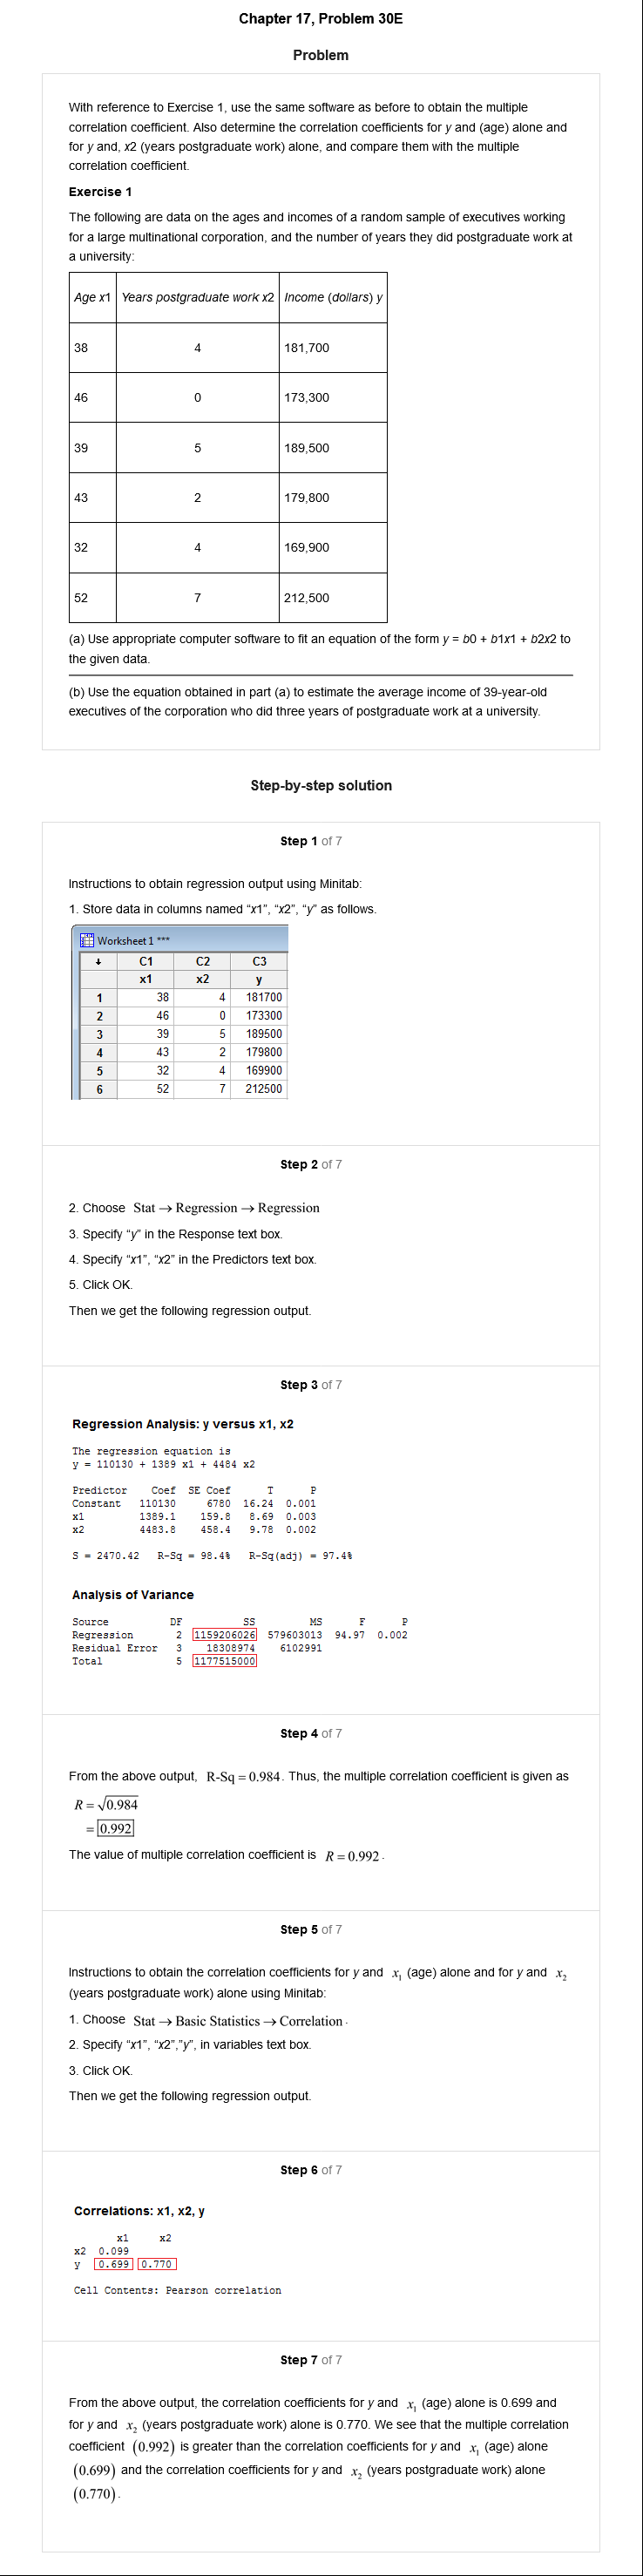 Chapter 17, Problem 30E
Problem
With reference to Exercise 1, use the same software as before to obtain the multiple
correlation coefficient. Also determine the correlation coefficients for y and (age) alone and
for y and, x2 (years postgraduate work) alone, and compare them with the multiple
correlation coefficient.
Exercise 1
The following are data on the ages and incomes of a random sample of executives working
for a large multinational corporation, and the number of years they did postgraduate work at
a university:
Age x1 Years postgraduate work x2 Income (dollars) y
38 4 181,700
46 0 173,300
39 5 189,500
43 2 179,800
32 4 169,900
52 7 212,500
(a) Use appropriate computer software to fit an equation of the form y = b0 + b1x1 + b2x2 to
the given data.
(b) Use the equation obtained in part (a) to estimate the average income of 39-year-old
executives of the corporation who did three years of postgraduate work at a university.
Step-by-step solution
Step 1 of 7
Instructions to obtain regression output using Minitab:
1. Store data in columns named “x1”, “x2”, “y” as follows.
Worksheet 1 ***
↓ C1 C2 C3
x1 x2 y
1 38 4 181700
2 46 0 173300
3 39 5 189500
4 43 2 179800
5 32 4 169900
6 52 7 212500
Step 2 of 7
2. Choose Stat → Regression → Regression
3. Specify “y” in the Response text box.
4. Specify “x1”, “x2” in the Predictors text box.
5. Click OK.
Then we get the following regression output.
Step 3 of 7
Regression Analysis: y versus x1, x2
The regression equation is
y = 110130 + 1389 x1 + 4484 x2
Predictor Coef SE Coef T P
Constant 110130 6780 16.24 0.001
x1 1389.1 159.8 8.69 0.003
x2 4483.8 458.4 9.78 0.002
S = 2470.42 R-Sq = 98.4% R-Sq(adj) = 97.4%
Analysis of Variance
Source DF SS MS F P
Regression 2 1159206026 579603013 94.97 0.002
Residual Error 3 18308974 6102991
Total 5 1177515000
Step 4 of 7
From the above output, R-Sq = 0.984. Thus, the multiple correlation coefficient is given as
R = √0.984
= 0.992
The value of multiple correlation coefficient is R = 0.992.
Step 5 of 7
Instructions to obtain the correlation coefficients for y and x₁ (age) alone and for y and x₂
(years postgraduate work) alone using Minitab:
1. Choose Stat → Basic Statistics → Correlation.
2. Specify “x1”, “x2”,”y”, in variables text box.
3. Click OK.
Then we get the following regression output.
Step 6 of 7
Correlations: x1, x2, y
x1 x2
x2 0.099
y 0.699 0.770
Cell Contents: Pearson correlation
Step 7 of 7
From the above output, the correlation coefficients for y and x₁ (age) alone is 0.699 and
for y and x₂ (years postgraduate work) alone is 0.770. We see that the multiple correlation
coefficient (0.992) is greater than the correlation coefficients for y and x₁ (age) alone
(0.699) and the correlation coefficients for y and x₂ (years postgraduate work) alone
(0.770).